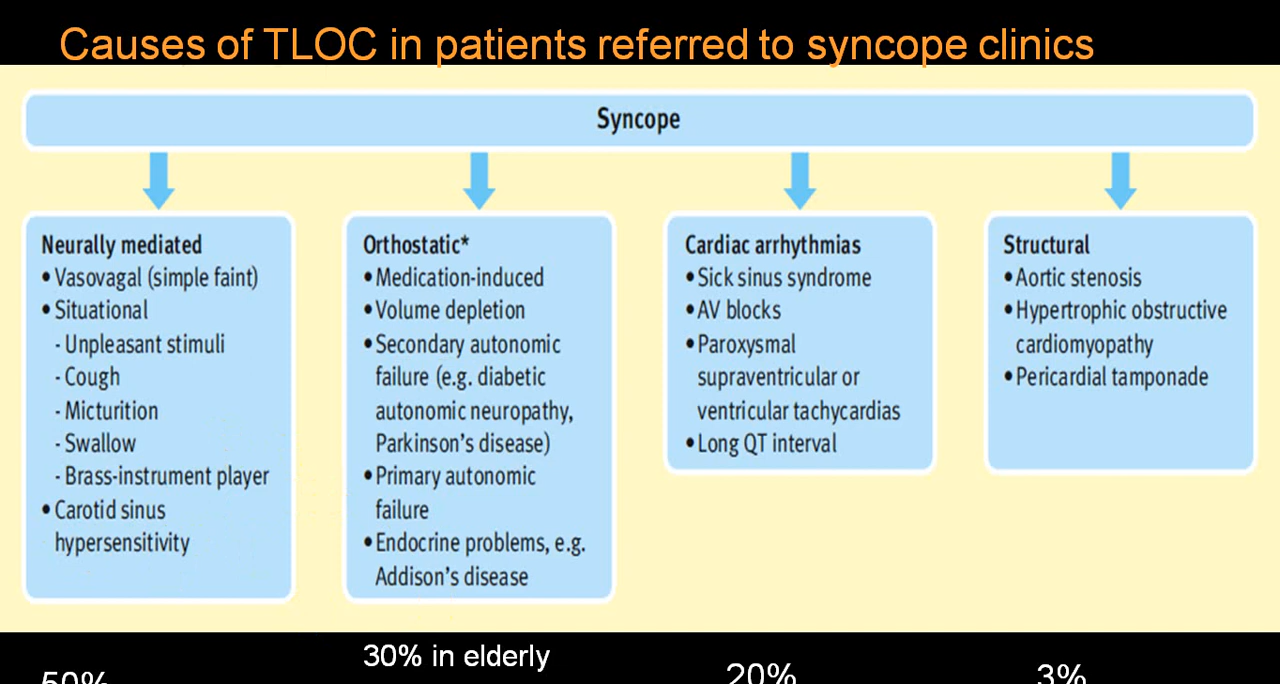 Causes of TLOC in patients referred to syncope clinics
Syncope
Neurally mediated
• Vasovagal (simple faint)
• Situational
- Unpleasant stimuli
- Cough
- Micturition
- Swallow
- Brass-instrument player
• Carotid sinus
hypersensitivity
Orthostatic*
• Medication-induced
• Volume depletion
• Secondary autonomic
failure (e.g. diabetic
autonomic neuropathy,
Parkinson's disease)
• Primary autonomic
failure
• Endocrine problems, e.g.
Addison's disease
Cardiac arrhythmias
• Sick sinus syndrome
• AV blocks
• Paroxysmal
supraventricular or
ventricular tachycardias
• Long QT interval
Structural
• Aortic stenosis
• Hypertrophic obstructive
cardiomyopathy
• Pericardial tamponade
50%
30% in elderly
20%
3%